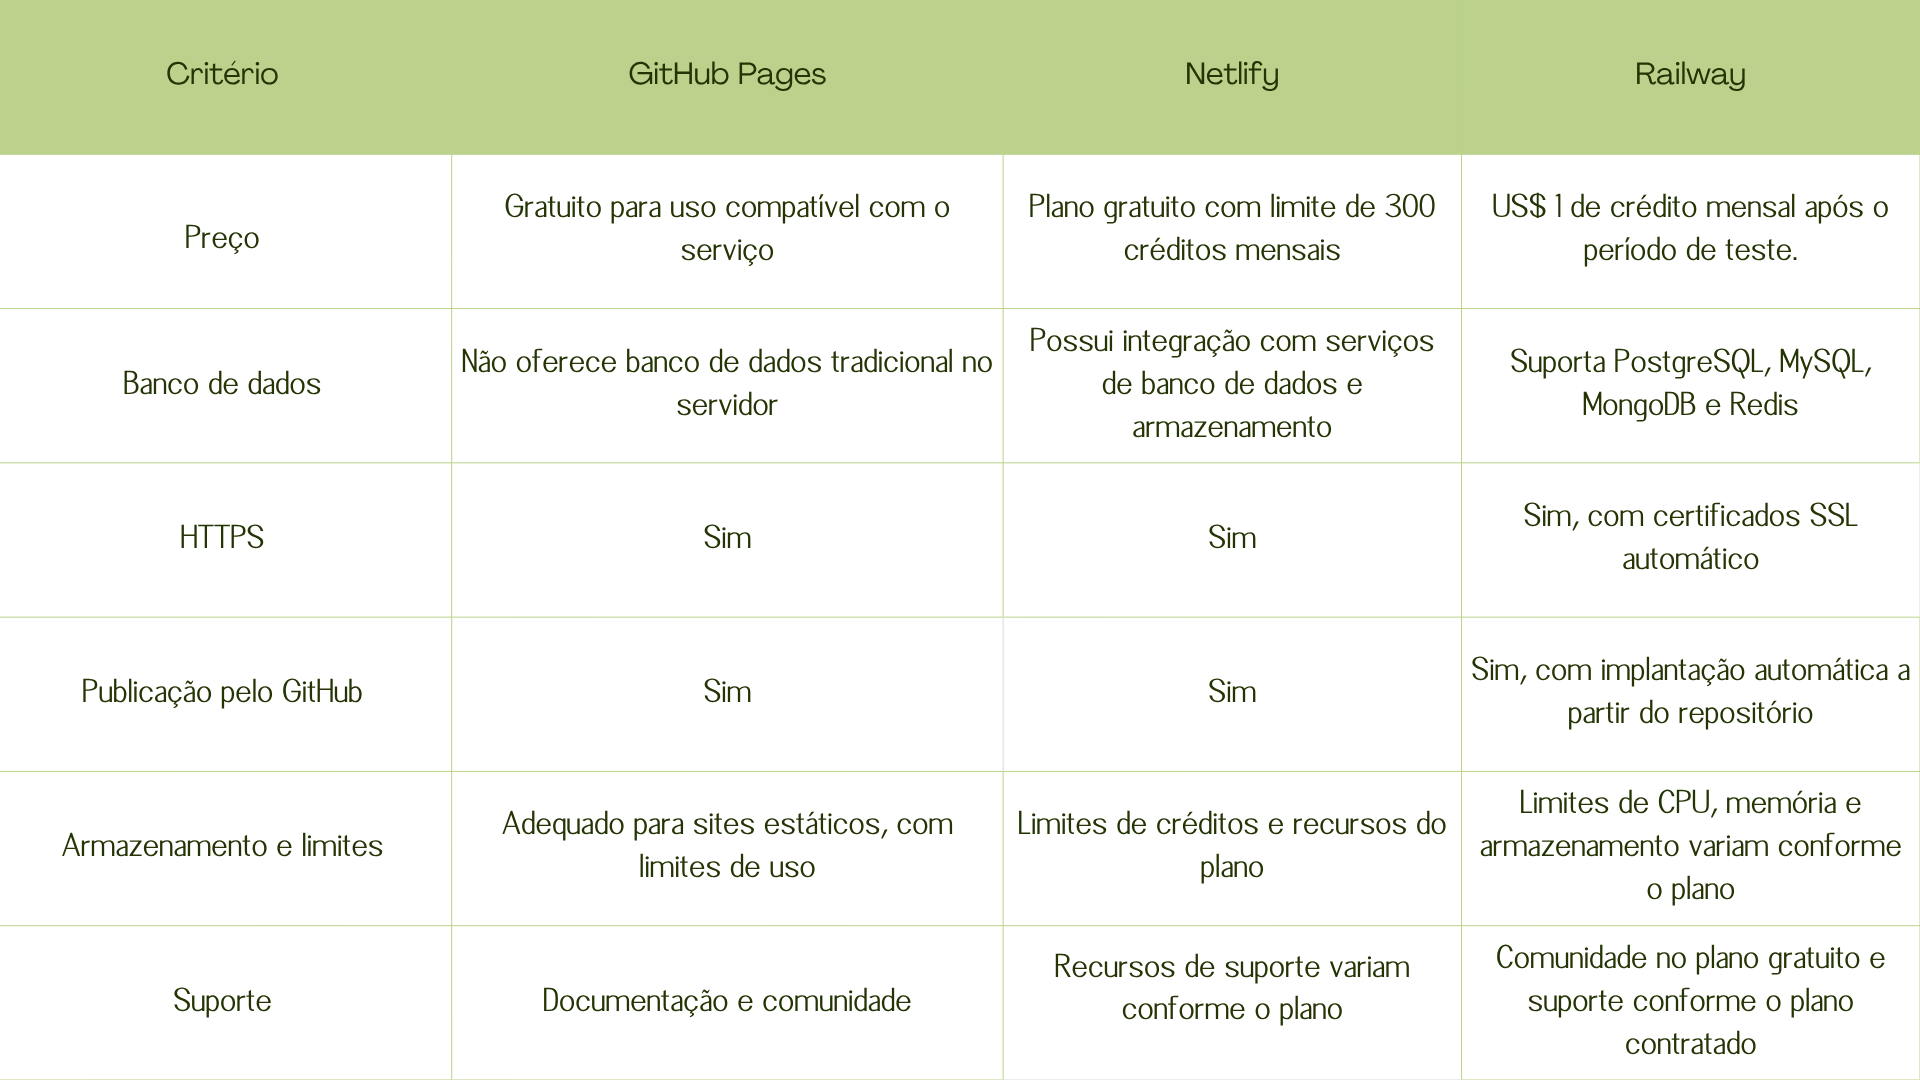 Critério
GitHub Pages
Netlify
Railway
Preço
Gratuito para uso compatível com o
serviço
Plano gratuito com limite de 300
créditos mensais
US$ 1 de crédito mensal após o
período de teste.
Banco de dados
Não oferece banco de dados tradicional no
servidor
Possui integração com serviços
de banco de dados e
armazenamento
Suporta PostgreSQL, MySQL,
MongoDB e Redis
HTTPS
Sim
Sim
Sim, com certificados SSL
automático
Publicação pelo GitHub
Sim
Sim
Sim, com implantação automática a
partir do repositório
Armazenamento e limites
Adequado para sites estáticos, com
limites de uso
Limites de créditos e recursos do
plano
Limites de CPU, memória e
armazenamento variam conforme
o plano
Suporte
Documentação e comunidade
Recursos de suporte variam
conforme o plano
Comunidade no plano gratuito e
suporte conforme o plano
contratado